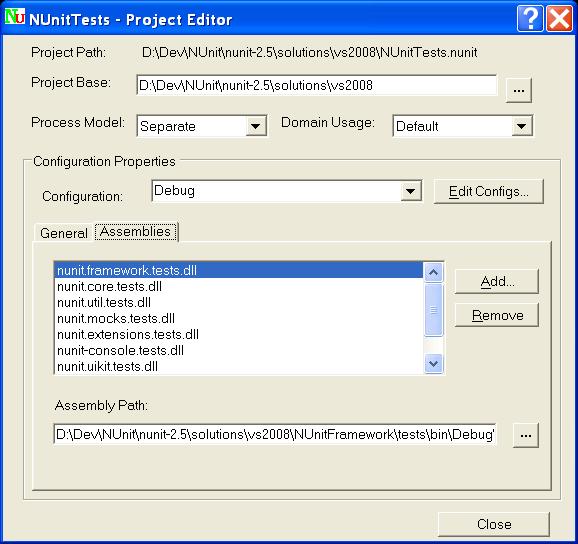 NUnitTests - Project Editor
Project Path: D:\Dev\NUnit\nunit-2.5\solutions\vs2008\NUnitTests.nunit
Project Base: D:\Dev\NUnit\nunit-2.5\solutions\vs2008 ...
Process Model: Separate Domain Usage: Default
Configuration Properties
Configuration: Debug Edit Configs...
General Assemblies
nunit.framework.tests.dll
nunit.core.tests.dll Add...
nunit.util.tests.dll
nunit.mocks.tests.dll Remove
nunit.extensions.tests.dll
nunit-console.tests.dll
nunit.uikit.tests.dll
Assembly Path:
D:\Dev\NUnit\nunit-2.5\solutions\vs2008\NUnitFramework\tests\bin\Debug\ ...
Close